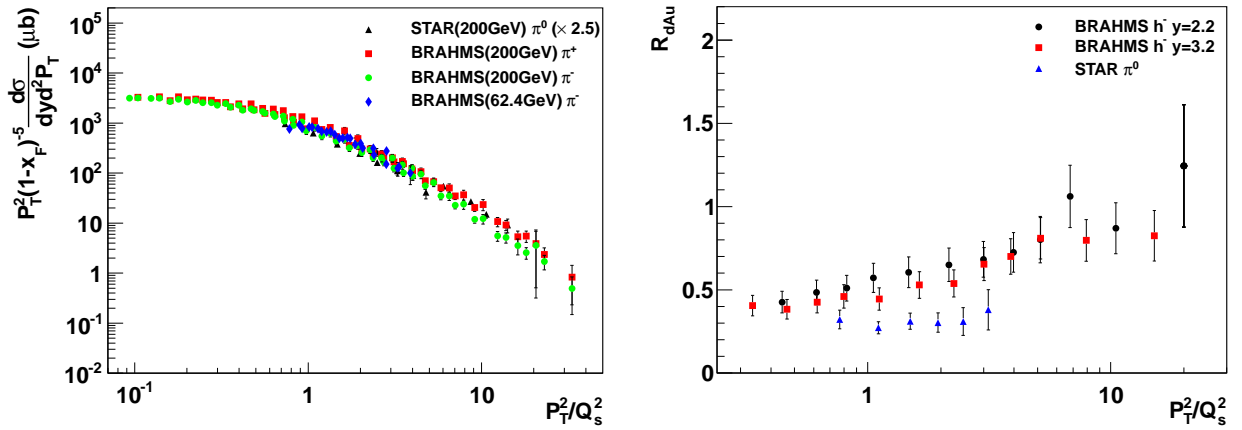 P_T^2(1-x_F)^-5 dσ/dyd^2P_T (μb)
10^5
10^4
10^3
10^2
10
1
10^-1
10^-2
STAR(200GeV) π^0 (× 2.5)
BRAHMS(200GeV) π^+
BRAHMS(200GeV) π^-
BRAHMS(62.4GeV) π^-
10^-1 1 10
P_T^2/Q_s^2
R_dAu
2
1.5
1
0.5
0
BRAHMS h^- y=2.2
BRAHMS h^- y=3.2
STAR π^0
1 10
P_T^2/Q_s^2